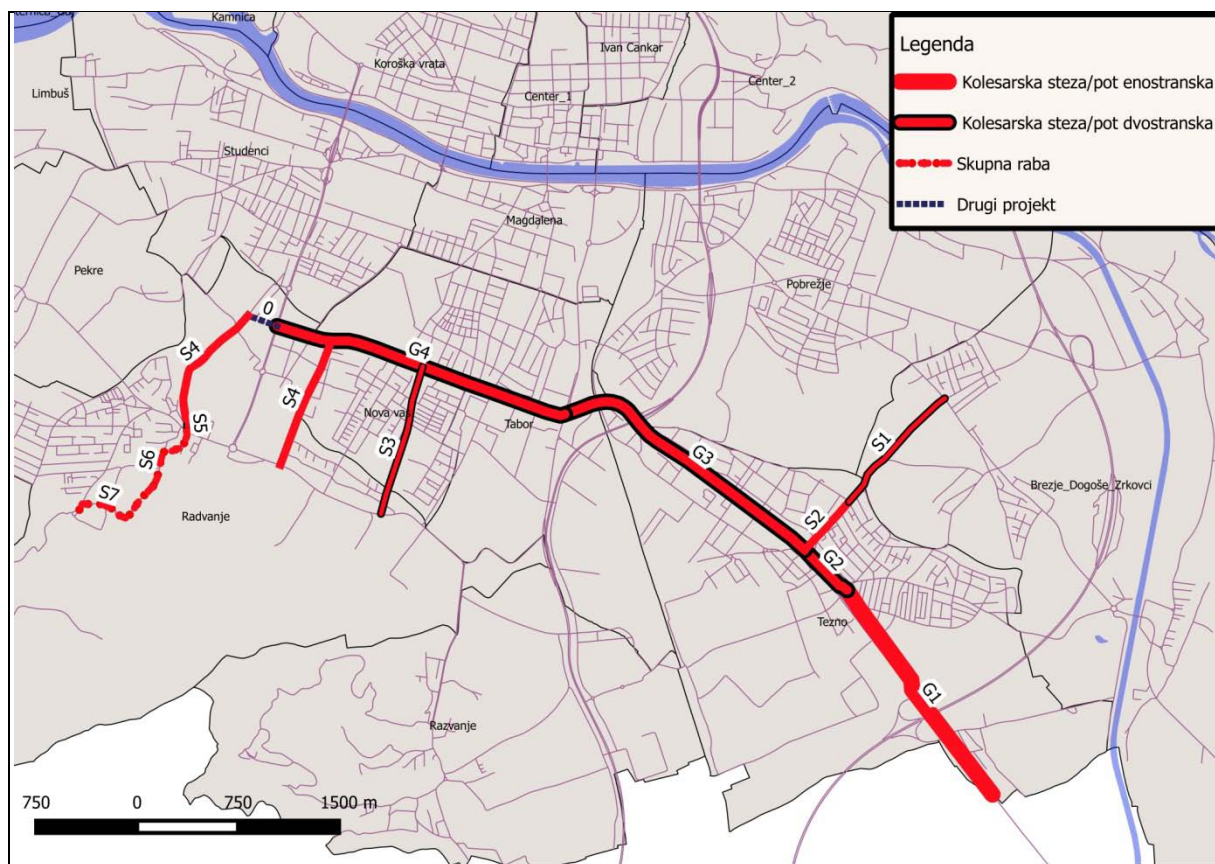 Kamnica
Ivan Cankar
Koroška vrata
Center_2
Center_1
Limbuš
Studenci
Magdalena
Pekre
Pobrežje
Legenda
Kolesarska steza/pot enostranska
Kolesarska steza/pot dvostranska
Skupna raba
Drugi projekt
0
S4
G4
S4
S5
Nova vas
Tabor
S3
S6
S7
Radvanje
G3
S1
Brezje_Dogoše_Zrkovci
S2
G2
Tezno
G1
Razvanje
750 0 750 1500 m